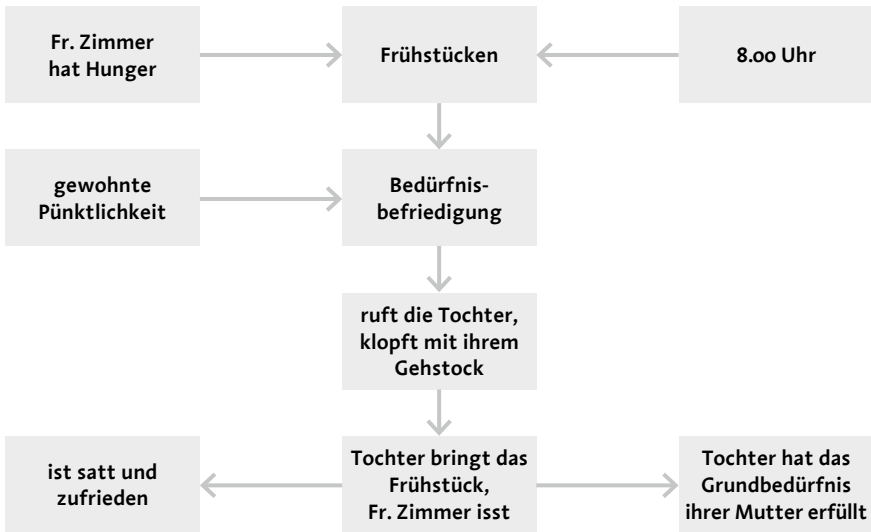 Fr. Zimmer
hat Hunger
Frühstücken
8.00 Uhr
gewohnte
Pünktlichkeit
Bedürfnis-
befriedigung
ruft die Tochter,
klopft mit ihrem
Gehstock
ist satt und
zufrieden
Tochter bringt das
Frühstück,
Fr. Zimmer isst
Tochter hat das
Grundbedürfnis
ihrer Mutter erfüllt